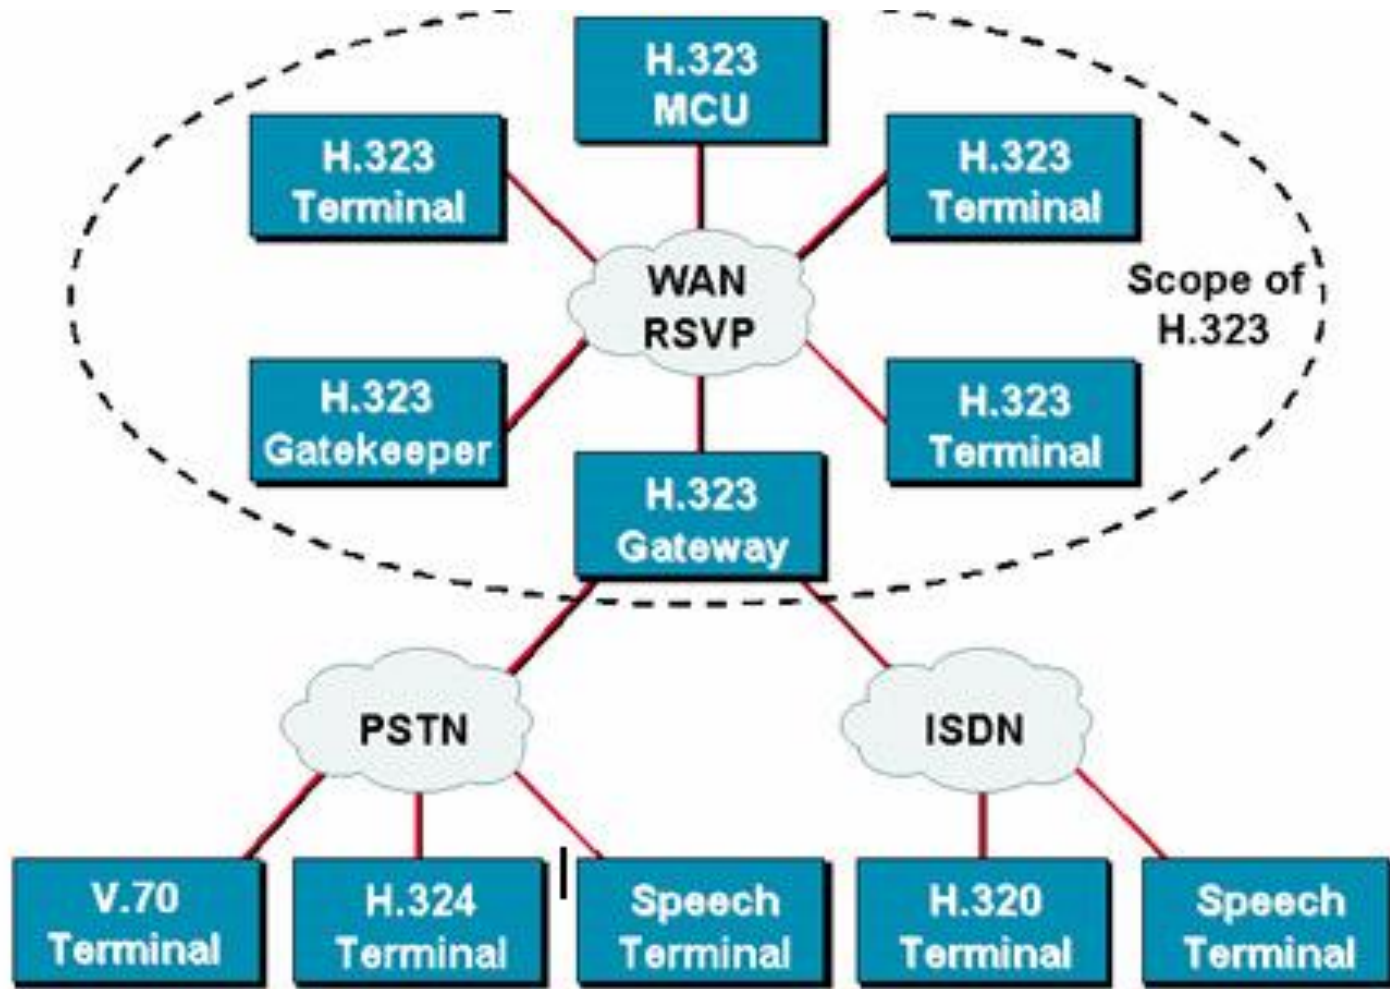 H.323
MCU
H.323
Terminal
H.323
Terminal
WAN
RSVP
Scope of
H.323
H.323
Gatekeeper
H.323
Terminal
H.323
Gateway
PSTN
ISDN
V.70
Terminal
H.324
Terminal
Speech
Terminal
H.320
Terminal
Speech
Terminal